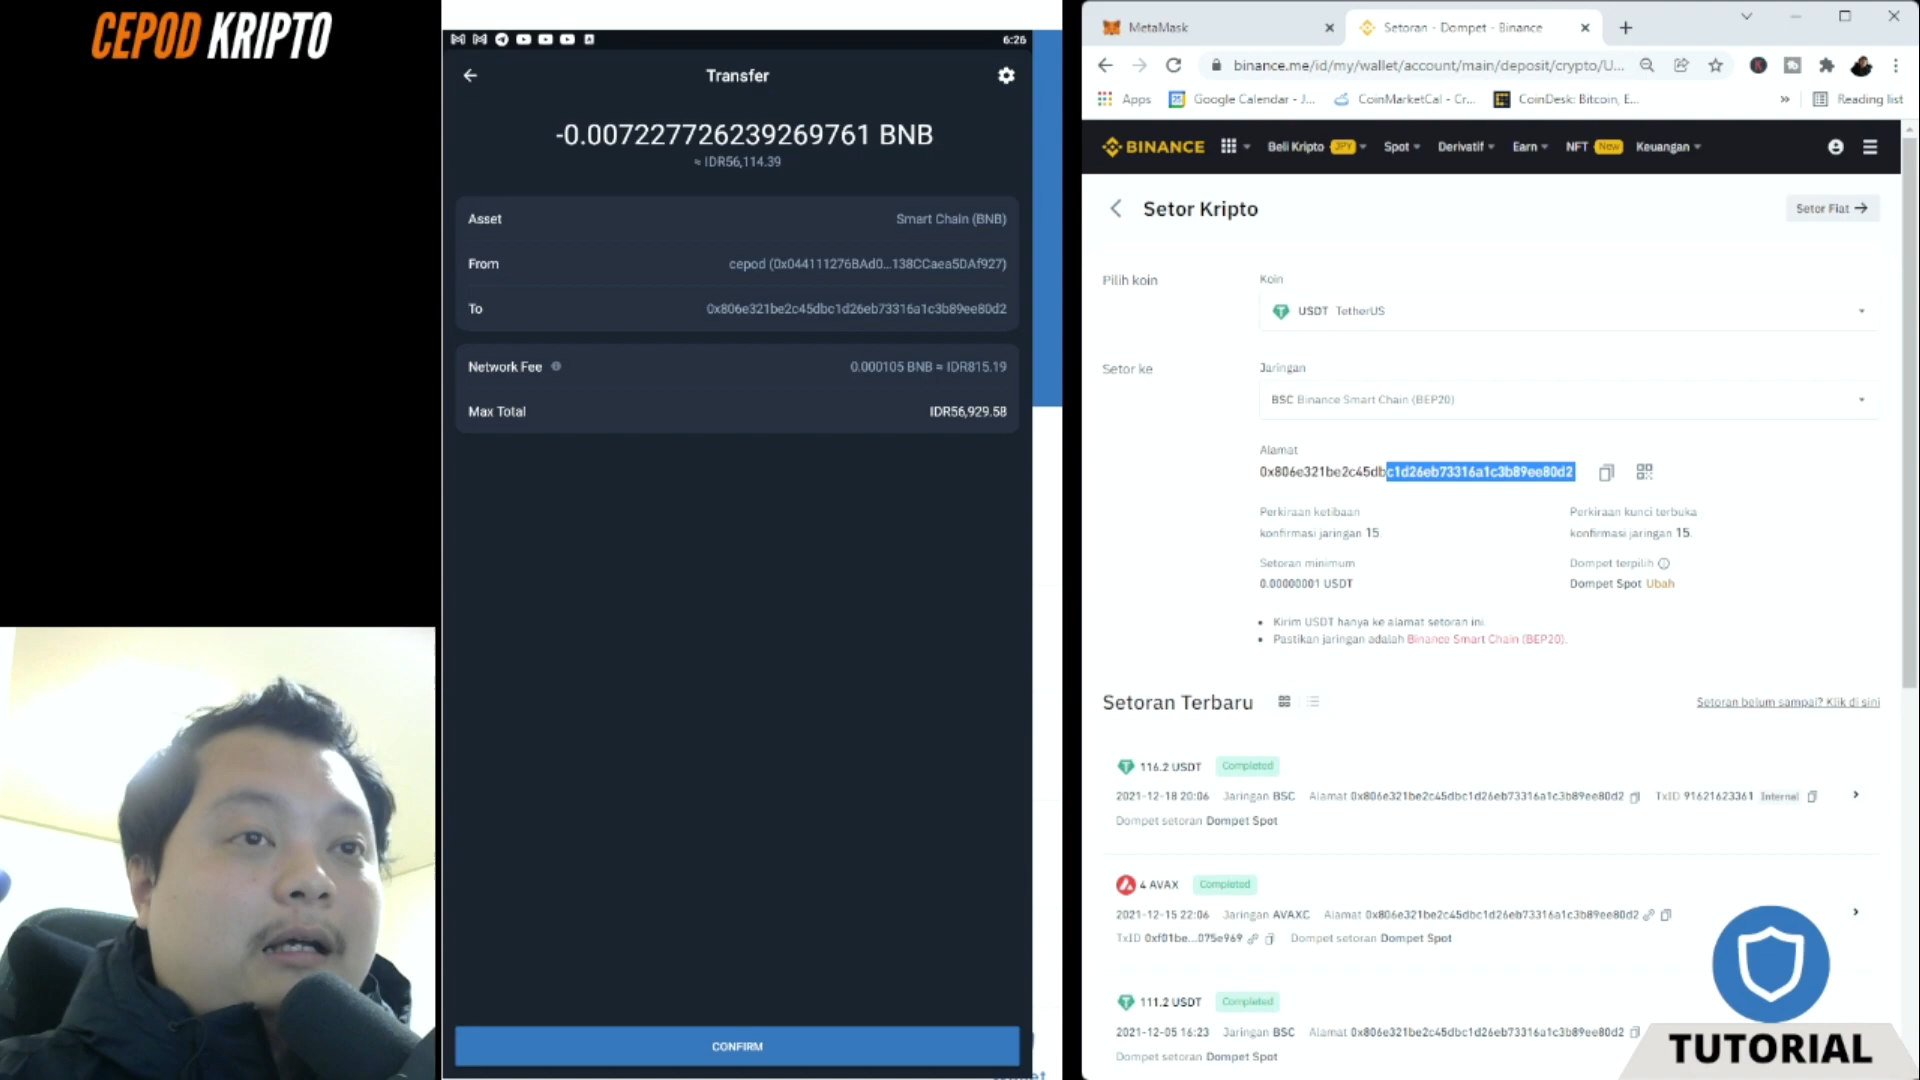 CEPOD KRIPTO
6:26
Transfer
-0.007227726239269761 BNB
≈ IDR56,114.39
Asset
Smart Chain (BNB)
From
cepod (0x044111276BAd0...138CCaea5DAf927)
To
0x806e321be2c45dbc1d26eb73316a1c3b89ee80d2
Network Fee
0.000105 BNB ≈ IDR815.19
Max Total
IDR56,929.58
CONFIRM
MetaMask
Setoran - Dompet - Binance
binance.me/id/my/wallet/account/main/deposit/crypto/U...
Apps
Google Calendar - J...
CoinMarketCal - Cr...
CoinDesk: Bitcoin, E...
»
Reading list
BINANCE
Beli Kripto JPY
Spot
Derivatif
Earn
NFT New
Keuangan
Setor Kripto
Setor Fiat →
Pilih koin
Koin
USDT TetherUS
Setor ke
Jaringan
BSC Binance Smart Chain (BEP20)
Alamat
0x806e321be2c45dbc1d26eb73316a1c3b89ee80d2
Perkiraan ketibaan
konfirmasi jaringan 15.
Perkiraan kunci terbuka
konfirmasi jaringan 15.
Setoran minimum
0.00000001 USDT
Dompet terpilih
Dompet Spot Ubah
• Kirim USDT hanya ke alamat setoran ini.
• Pastikan jaringan adalah Binance Smart Chain (BEP20).
Setoran Terbaru
Setoran belum sampai? Klik di sini
116.2 USDT Completed
2021-12-18 20:06 Jaringan BSC Alamat 0x806e321be2c45dbc1d26eb73316a1c3b89ee80d2 TxID 91621623361 Internal
Dompet setoran Dompet Spot
4 AVAX Completed
2021-12-15 22:06 Jaringan AVAXC Alamat 0x806e321be2c45dbc1d26eb73316a1c3b89ee80d2
TxID 0xf01be...075e969 Dompet setoran Dompet Spot
111.2 USDT Completed
2021-12-05 16:23 Jaringan BSC Alamat 0x806e321be2c45dbc1d26eb73316a1c3b89ee80d2
Dompet setoran Dompet Spot
TUTORIAL